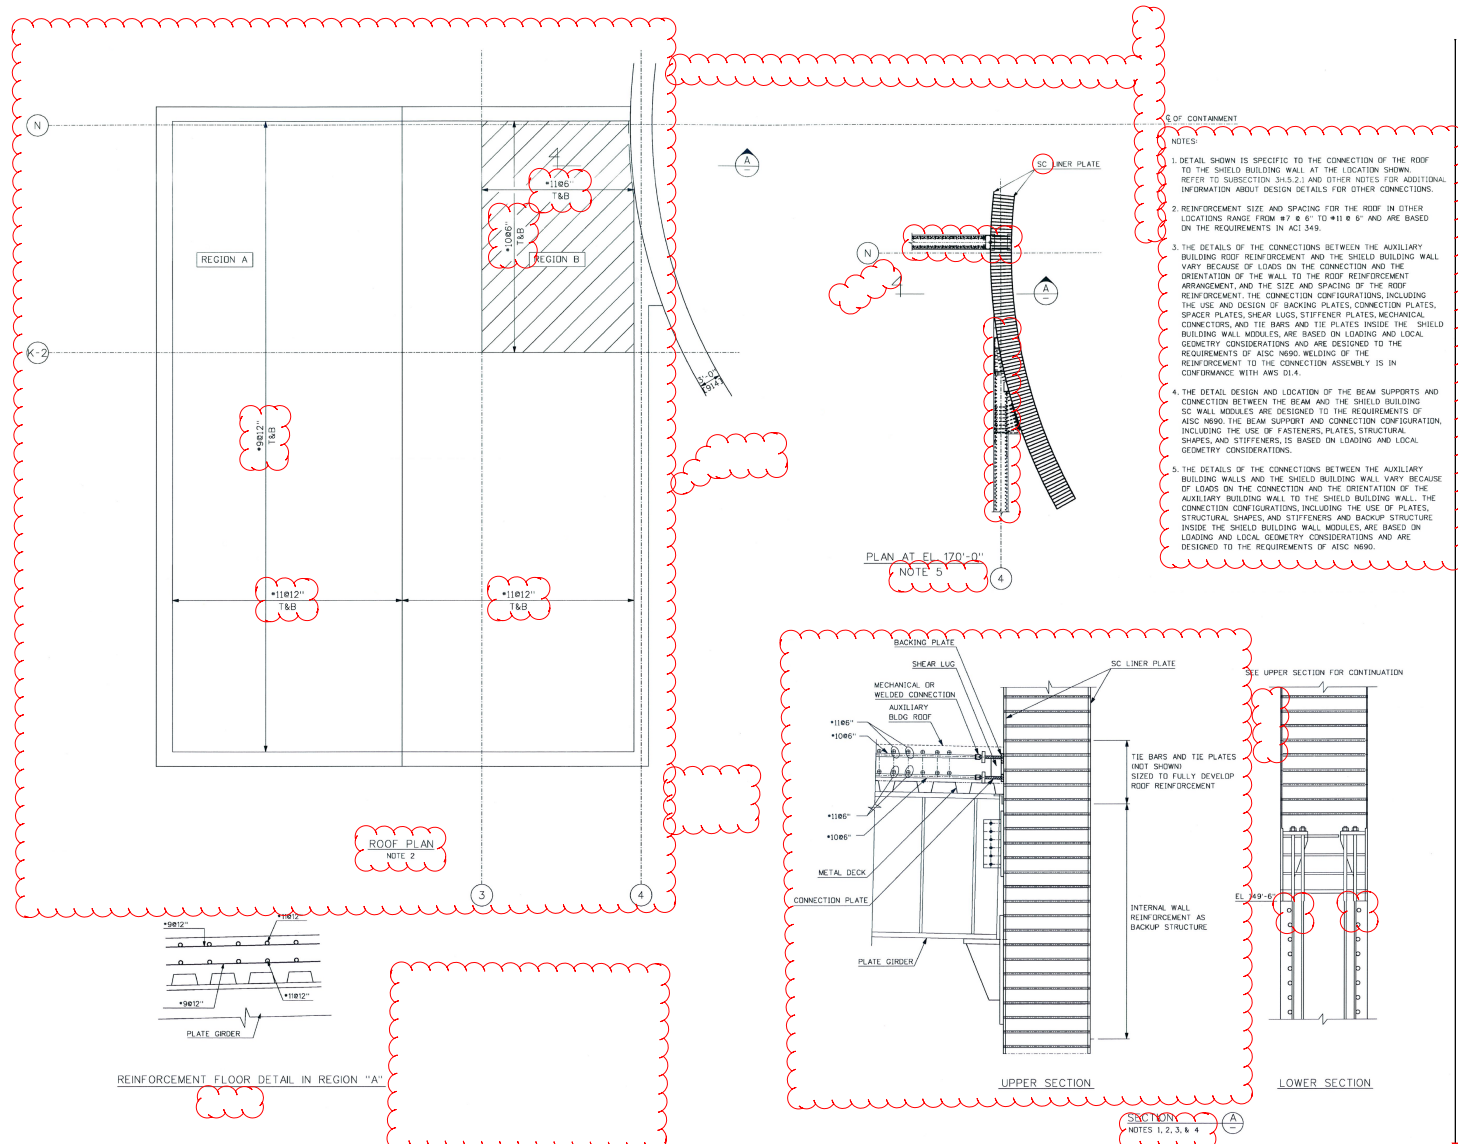 N
REGION A
*11@6"
T&B
*10@6"
T&B
REGION B
K-2
3'-0"
[914]
*9@12"
T&B
*11@12"
T&B
*11@12"
T&B
ROOF PLAN
NOTE 2
3
4
*9@12"
*11@12
*9@12"
*11@12"
PLATE GIRDER
REINFORCEMENT FLOOR DETAIL IN REGION "A"
A
–
SC LINER PLATE
N
A
–
PLAN AT EL 170'-0"
NOTE 5
4
℄ OF CONTAINMENT
NOTES:
1. DETAIL SHOWN IS SPECIFIC TO THE CONNECTION OF THE ROOF
TO THE SHIELD BUILDING WALL AT THE LOCATION SHOWN.
REFER TO SUBSECTION 3H.5.2.1 AND OTHER NOTES FOR ADDITIONAL
INFORMATION ABOUT DESIGN DETAILS FOR OTHER CONNECTIONS.
2. REINFORCEMENT SIZE AND SPACING FOR THE ROOF IN OTHER
LOCATIONS RANGE FROM #7 @ 6" TO #11 @ 6" AND ARE BASED
ON THE REQUIREMENTS IN ACI 349.
3. THE DETAILS OF THE CONNECTIONS BETWEEN THE AUXILIARY
BUILDING ROOF REINFORCEMENT AND THE SHIELD BUILDING WALL
VARY BECAUSE OF LOADS ON THE CONNECTION AND THE
ORIENTATION OF THE WALL TO THE ROOF REINFORCEMENT
ARRANGEMENT, AND THE SIZE AND SPACING OF THE ROOF
REINFORCEMENT. THE CONNECTION CONFIGURATIONS, INCLUDING
THE USE AND DESIGN OF BACKING PLATES, CONNECTION PLATES,
SPACER PLATES, SHEAR LUGS, STIFFENER PLATES, MECHANICAL
CONNECTORS, AND TIE BARS AND TIE PLATES INSIDE THE SHIELD
BUILDING WALL MODULES, ARE BASED ON LOADING AND LOCAL
GEOMETRY CONSIDERATIONS AND ARE DESIGNED TO THE
REQUIREMENTS OF AISC N690. WELDING OF THE
REINFORCEMENT TO THE CONNECTION ASSEMBLY IS IN
CONFORMANCE WITH AWS D1.4.
4. THE DETAIL DESIGN AND LOCATION OF THE BEAM SUPPORTS AND
CONNECTION BETWEEN THE BEAM AND THE SHIELD BUILDING
SC WALL MODULES ARE DESIGNED TO THE REQUIREMENTS OF
AISC N690. THE BEAM SUPPORT AND CONNECTION CONFIGURATION,
INCLUDING THE USE OF FASTENERS, PLATES, STRUCTURAL
SHAPES, AND STIFFENERS, IS BASED ON LOADING AND LOCAL
GEOMETRY CONSIDERATIONS.
5. THE DETAILS OF THE CONNECTIONS BETWEEN THE AUXILIARY
BUILDING WALLS AND THE SHIELD BUILDING WALL VARY BECAUSE
OF LOADS ON THE CONNECTION AND THE ORIENTATION OF THE
AUXILIARY BUILDING WALL TO THE SHIELD BUILDING WALL. THE
CONNECTION CONFIGURATIONS, INCLUDING THE USE OF PLATES,
STRUCTURAL SHAPES, AND STIFFENERS AND BACKUP STRUCTURE
INSIDE THE SHIELD BUILDING WALL MODULES, ARE BASED ON
LOADING AND LOCAL GEOMETRY CONSIDERATIONS AND ARE
DESIGNED TO THE REQUIREMENTS OF AISC N690.
BACKING PLATE
SHEAR LUG
MECHANICAL OR
WELDED CONNECTION
AUXILIARY
BLDG ROOF
*11@6"
*10@6"
*11@6"
*10@6"
METAL DECK
CONNECTION PLATE
PLATE GIRDER
SC LINER PLATE
TIE BARS AND TIE PLATES
(NOT SHOWN)
SIZED TO FULLY DEVELOP
ROOF REINFORCEMENT
INTERNAL WALL
REINFORCEMENT AS
BACKUP STRUCTURE
UPPER SECTION
SEE UPPER SECTION FOR CONTINUATION
EL 149'-6"
LOWER SECTION
SECTION
NOTES 1, 2, 3, & 4
A
–